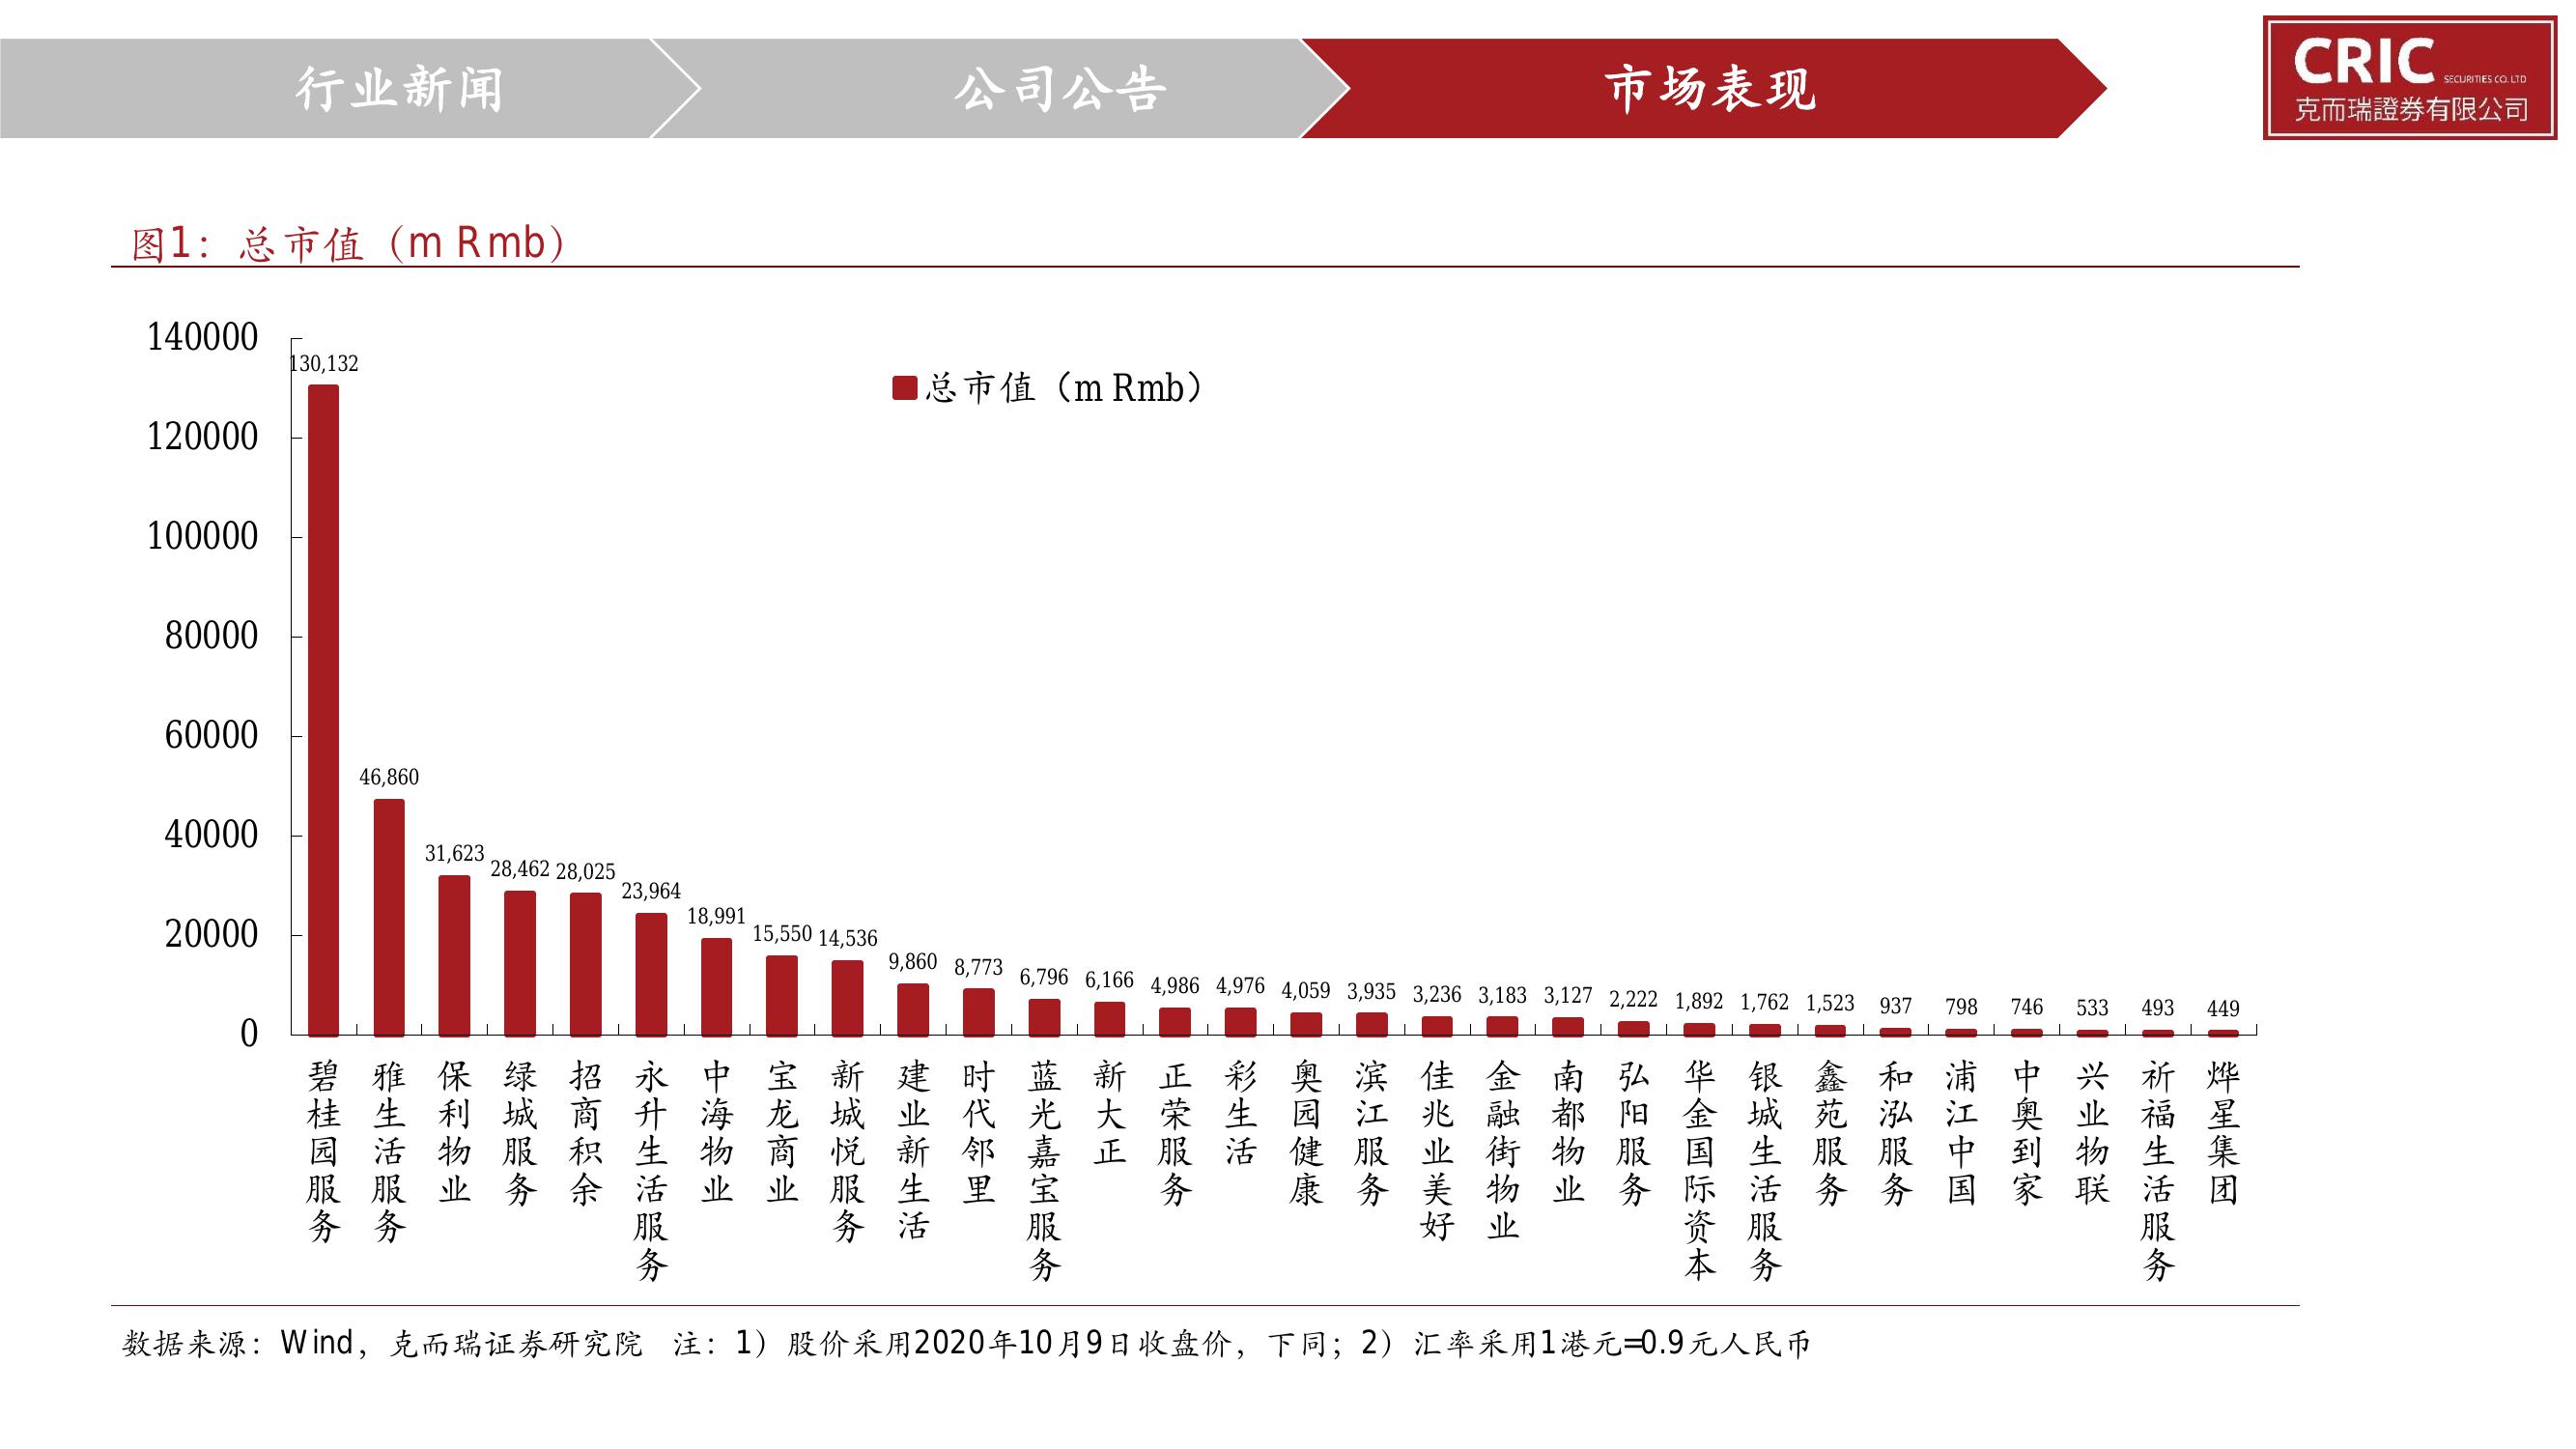 行业新闻
公司公告
市场表现
CRIC SECURITIES CO. LTD
克而瑞證券有限公司
图1：总市值（m Rmb）
140000
120000
100000
80000
60000
40000
20000
0
总市值（m Rmb）
130,132
46,860
31,623
28,462
28,025
23,964
18,991
15,550
14,536
9,860
8,773
6,796
6,166
4,986
4,976
4,059
3,935
3,236
3,183
3,127
2,222
1,892
1,762
1,523
937
798
746
533
493
449
碧桂园服务
雅生活服务
保利物业
绿城服务
招商积余
永升生活服务
中海物业
宝龙商业
新城悦服务
建业新生活
时代邻里
蓝光嘉宝服务
新大正
正荣服务
彩生活
奥园健康
滨江服务
佳兆业美好
金融街物业
南都物业
弘阳服务
华金国际资本
银城生活服务
鑫苑服务
和泓服务
浦江中国
中奥到家
兴业物联
祈福生活服务
烨星集团
数据来源：Wind，克而瑞证券研究院 注：1）股价采用2020年10月9日收盘价，下同；2）汇率采用1港元=0.9元人民币